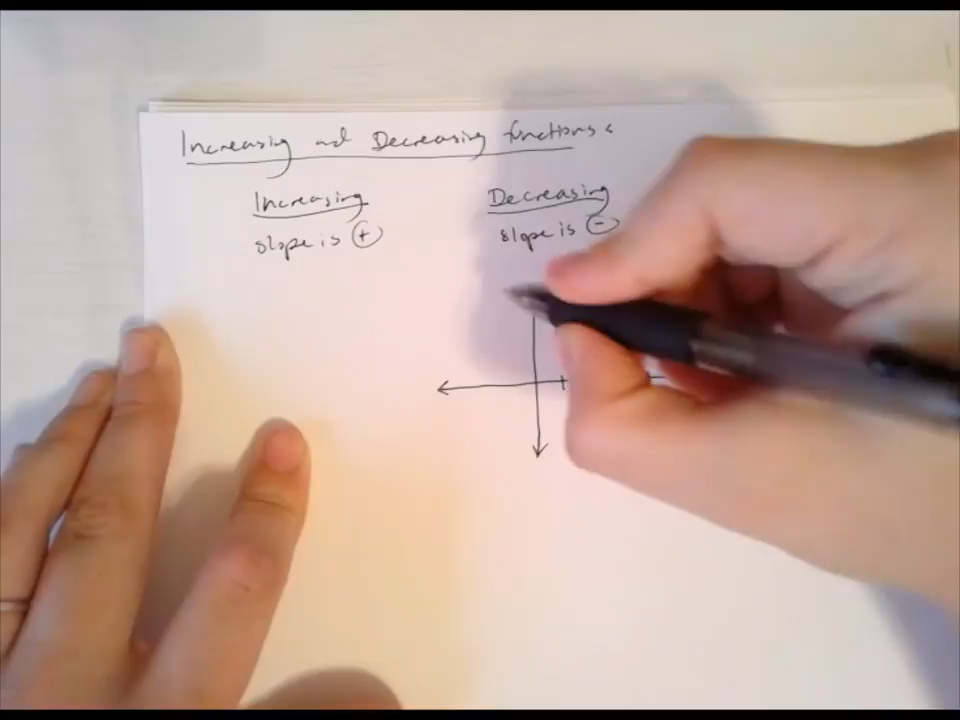 Increasing and Decreasing functions
Increasing
slope is +
Decreasing
slope is -